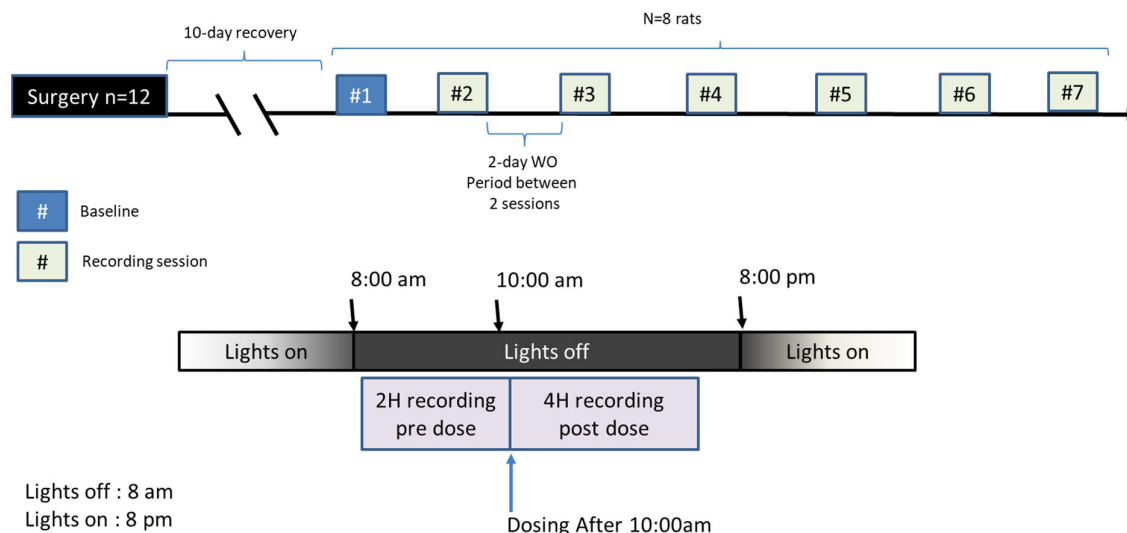 N=8 rats
10-day recovery
Surgery n=12
#1
#2
#3
#4
#5
#6
#7
2-day WO
Period between
2 sessions
# Baseline
# Recording session
8:00 am
10:00 am
8:00 pm
Lights on
Lights off
Lights on
2H recording
pre dose
4H recording
post dose
Lights off : 8 am
Lights on : 8 pm
Dosing After 10:00am